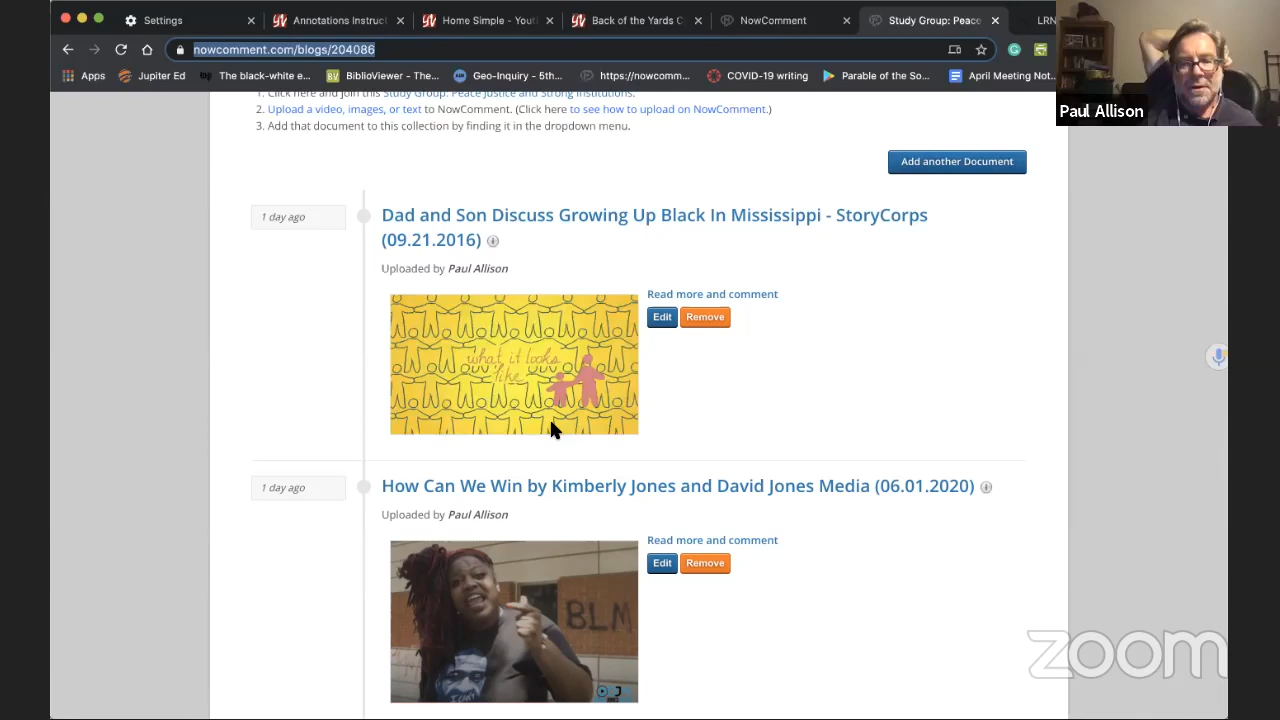 Settings
Annotations Instruc
Home Simple - Yout
Back of the Yards C
NowComment
Study Group: Peace
LRN
nowcomment.com/blogs/204086
Apps
Jupiter Ed
The black-white e...
BiblioViewer - The...
Geo-Inquiry - 5th...
https://nowcomm...
COVID-19 writing
Parable of the So...
April Meeting Not...
Paul Allison
1. Click here and join this Study Group: Peace Justice and Strong Institutions.
2. Upload a video, images, or text to NowComment. (Click here to see how to upload on NowComment.)
3. Add that document to this collection by finding it in the dropdown menu.
Add another Document
1 day ago
Dad and Son Discuss Growing Up Black In Mississippi - StoryCorps
(09.21.2016)
Uploaded by Paul Allison
what it looks
like
Read more and comment
Edit
Remove
1 day ago
How Can We Win by Kimberly Jones and David Jones Media (06.01.2020)
Uploaded by Paul Allison
BLM
J
Read more and comment
Edit
Remove
zoom